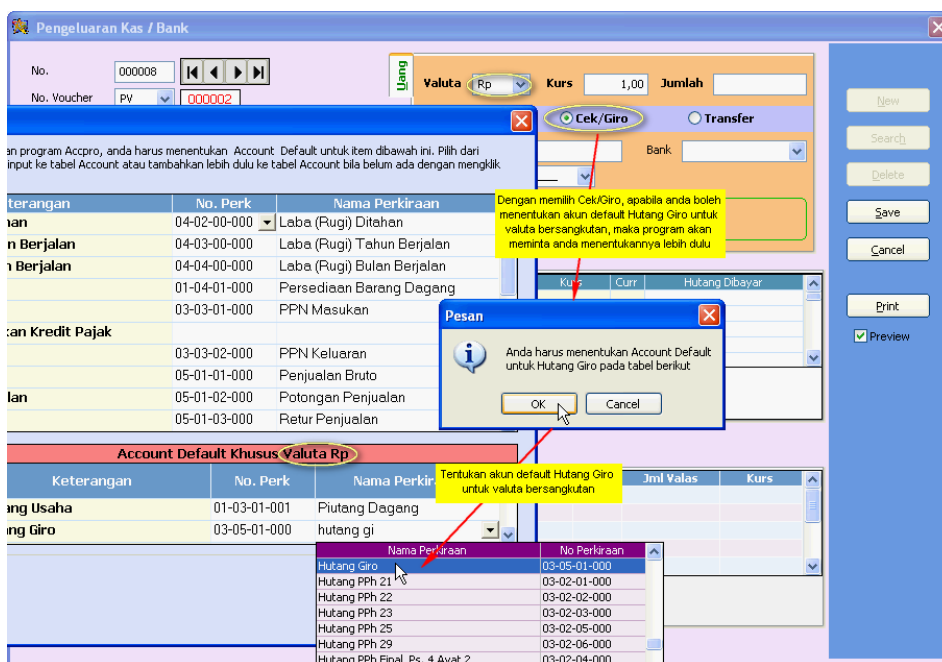 Pengeluaran Kas / Bank
No. 000008
No. Voucher PV 000002
Uang
Valuta Rp Kurs 1,00 Jumlah
Cek/Giro Transfer
Bank
New
Search
Delete
Save
Cancel
Print
Preview
an program Accpro, anda harus menentukan Account Default untuk item dibawah ini. Pilih dari
input ke tabel Account atau tambahkan lebih dulu ke tabel Account bila belum ada dengan mengklik
terangan No. Perk Nama Perkiraan
han 04-02-00-000 Laba (Rugi) Ditahan
n Berjalan 04-03-00-000 Laba (Rugi) Tahun Berjalan
n Berjalan 04-04-00-000 Laba (Rugi) Bulan Berjalan
01-04-01-000 Persediaan Barang Dagang
03-03-01-000 PPN Masukan
kan Kredit Pajak
03-03-02-000 PPN Keluaran
05-01-01-000 Penjualan Bruto
lan 05-01-02-000 Potongan Penjualan
05-01-03-000 Retur Penjualan
Dengan memilih Cek/Giro, apabila anda boleh
menentukan akun default Hutang Giro untuk
valuta bersangkutan, maka program akan
meminta anda menentukannya lebih dulu
Kurs Curr Hutang Dibayar
Pesan
Anda harus menentukan Account Default
untuk Hutang Giro pada tabel berikut
OK Cancel
Account Default Khusus Valuta Rp
Keterangan No. Perk Nama Perkir
ang Usaha 01-03-01-001 Piutang Dagang
ng Giro 03-05-01-000 hutang gi
Tentukan akun default Hutang Giro
untuk valuta bersangkutan
Jml Valas Kurs
Nama Perkiraan No Perkiraan
Hutang Giro 03-05-01-000
Hutang PPh 21 03-02-01-000
Hutang PPh 22 03-02-02-000
Hutang PPh 23 03-02-03-000
Hutang PPh 25 03-02-05-000
Hutang PPh 29 03-02-06-000
Hutang PPh Final, Ps. 4 Ayat 2 03-02-04-000